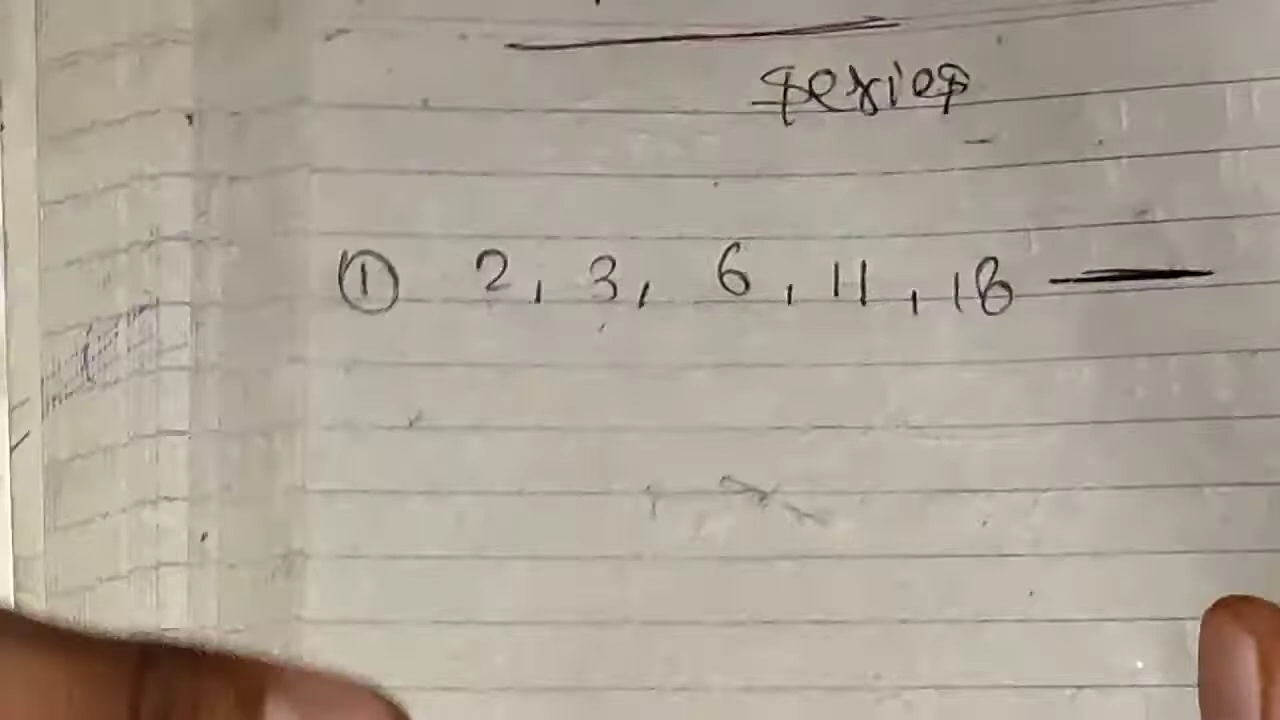 series
① 2, 3, 6, 11, 18